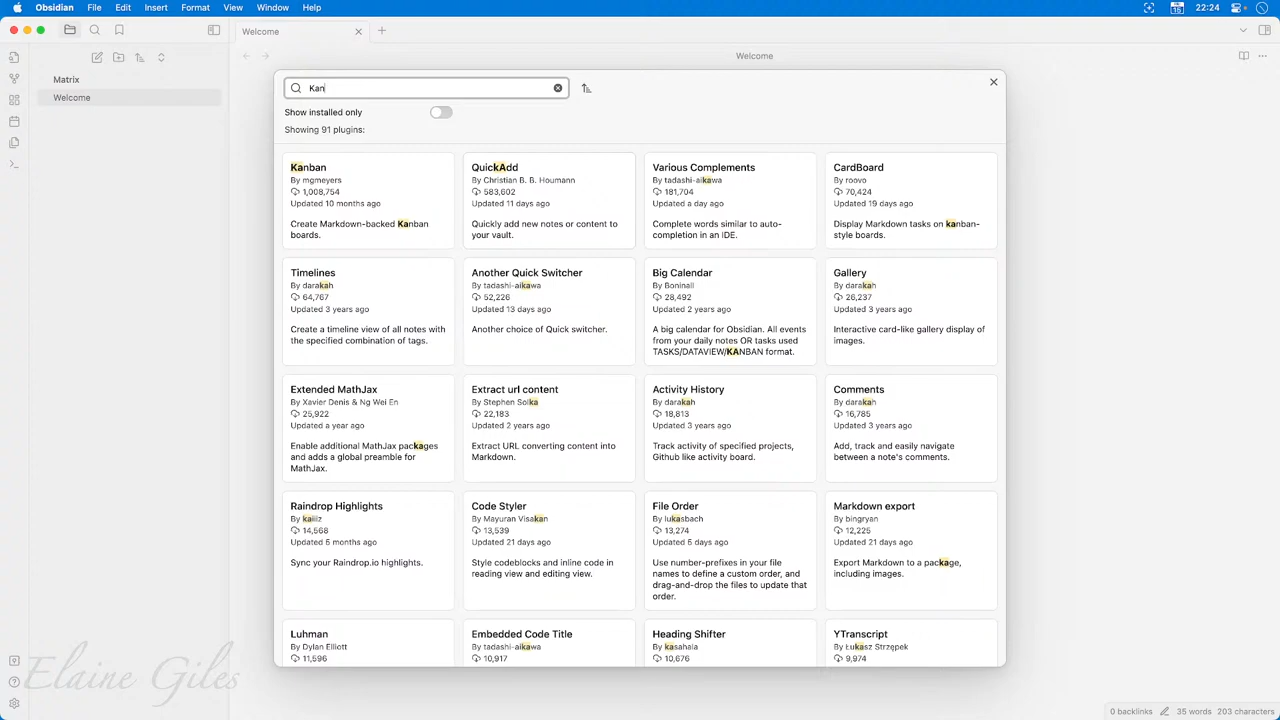 Obsidian File Edit Insert Format View Window Help 15 22:24
Welcome
Welcome
Matrix
Welcome
Kan
Show installed only
Showing 91 plugins:
Kanban
By mgmeyers
1,008,754
Updated 10 months ago
Create Markdown-backed Kanban
boards.
QuickAdd
By Christian B. B. Houmann
583,602
Updated 11 days ago
Quickly add new notes or content to
your vault.
Various Complements
By tadashi-aikawa
181,704
Updated a day ago
Complete words similar to auto-
completion in an IDE.
CardBoard
By roovo
70,424
Updated 19 days ago
Display Markdown tasks on kanban-
style boards.
Timelines
By darakah
64,767
Updated 3 years ago
Create a timeline view of all notes with
the specified combination of tags.
Another Quick Switcher
By tadashi-aikawa
52,226
Updated 13 days ago
Another choice of Quick switcher.
Big Calendar
By Boninall
28,492
Updated 2 years ago
A big calendar for Obsidian. All events
from your daily notes OR tasks used
TASKS/DATAVIEW/KANBAN format.
Gallery
By darakah
26,237
Updated 3 years ago
Interactive card-like gallery display of
images.
Extended MathJax
By Xavier Denis & Ng Wei En
25,922
Updated a year ago
Enable additional MathJax packages
and adds a global preamble for
MathJax.
Extract url content
By Stephen Solka
22,183
Updated 2 years ago
Extract URL converting content into
Markdown.
Activity History
By darakah
18,813
Updated 3 years ago
Track activity of specified projects,
Github like activity board.
Comments
By darakah
16,785
Updated 3 years ago
Add, track and easily navigate
between a note's comments.
Raindrop Highlights
By kaiiiz
14,568
Updated 5 months ago
Sync your Raindrop.io highlights.
Code Styler
By Mayuran Visakan
13,539
Updated 21 days ago
Style codeblocks and inline code in
reading view and editing view.
File Order
By lukasbach
13,274
Updated 5 days ago
Use number-prefixes in your file
names to define a custom order, and
drag-and-drop the files to update that
order.
Markdown export
By bingryan
12,225
Updated 21 days ago
Export Markdown to a package,
including images.
Luhman
By Dylan Elliott
11,596
Embedded Code Title
By tadashi-aikawa
10,917
Heading Shifter
By kasahala
10,676
YTranscript
By Łukasz Strzępek
9,974
Elaine Giles
0 backlinks 35 words 203 characters